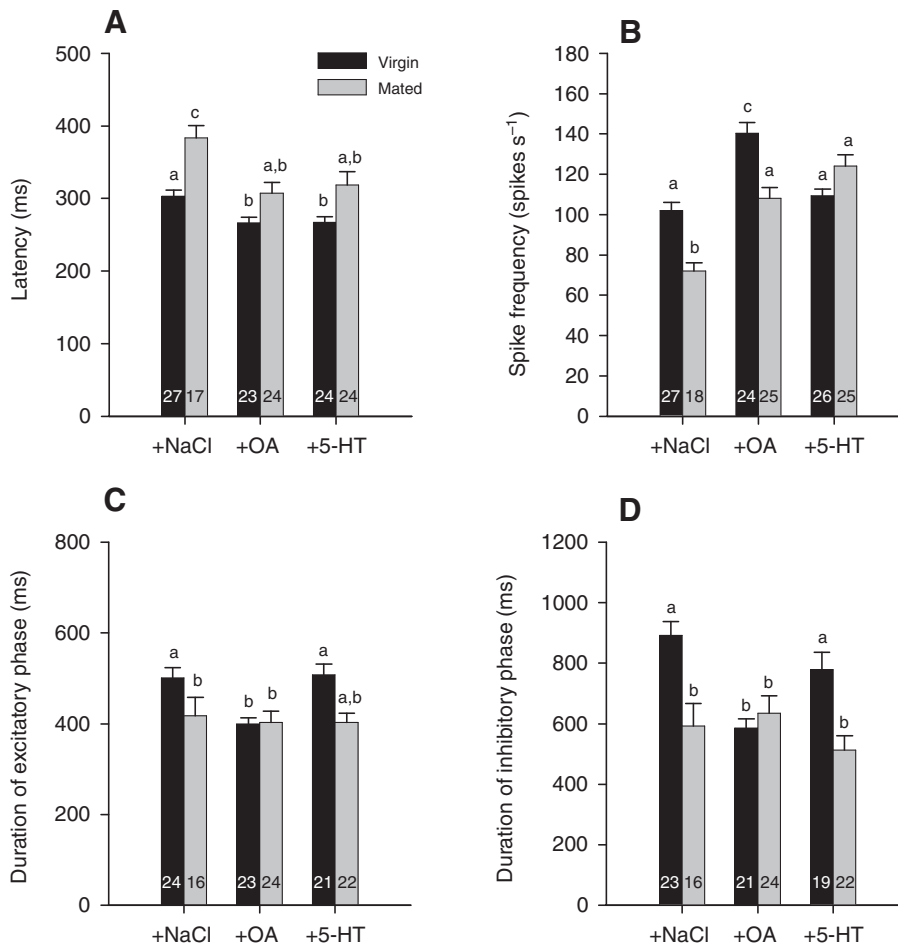 A
500
400
300
200
100
0
Latency (ms)
Virgin
Mated
a
c
b
a,b
b
a,b
27 17 23 24 24 24
+NaCl +OA +5-HT
B
180
160
140
120
100
80
60
40
20
0
Spike frequency (spikes s⁻¹)
a
b
c
a
a
a
27 18 24 25 26 25
+NaCl +OA +5-HT
C
800
600
400
200
0
Duration of excitatory phase (ms)
a
b
b
b
a
a,b
24 16 23 24 21 22
+NaCl +OA +5-HT
D
1200
1000
800
600
400
200
0
Duration of inhibitory phase (ms)
a
b
b
b
a
b
23 16 21 24 19 22
+NaCl +OA +5-HT